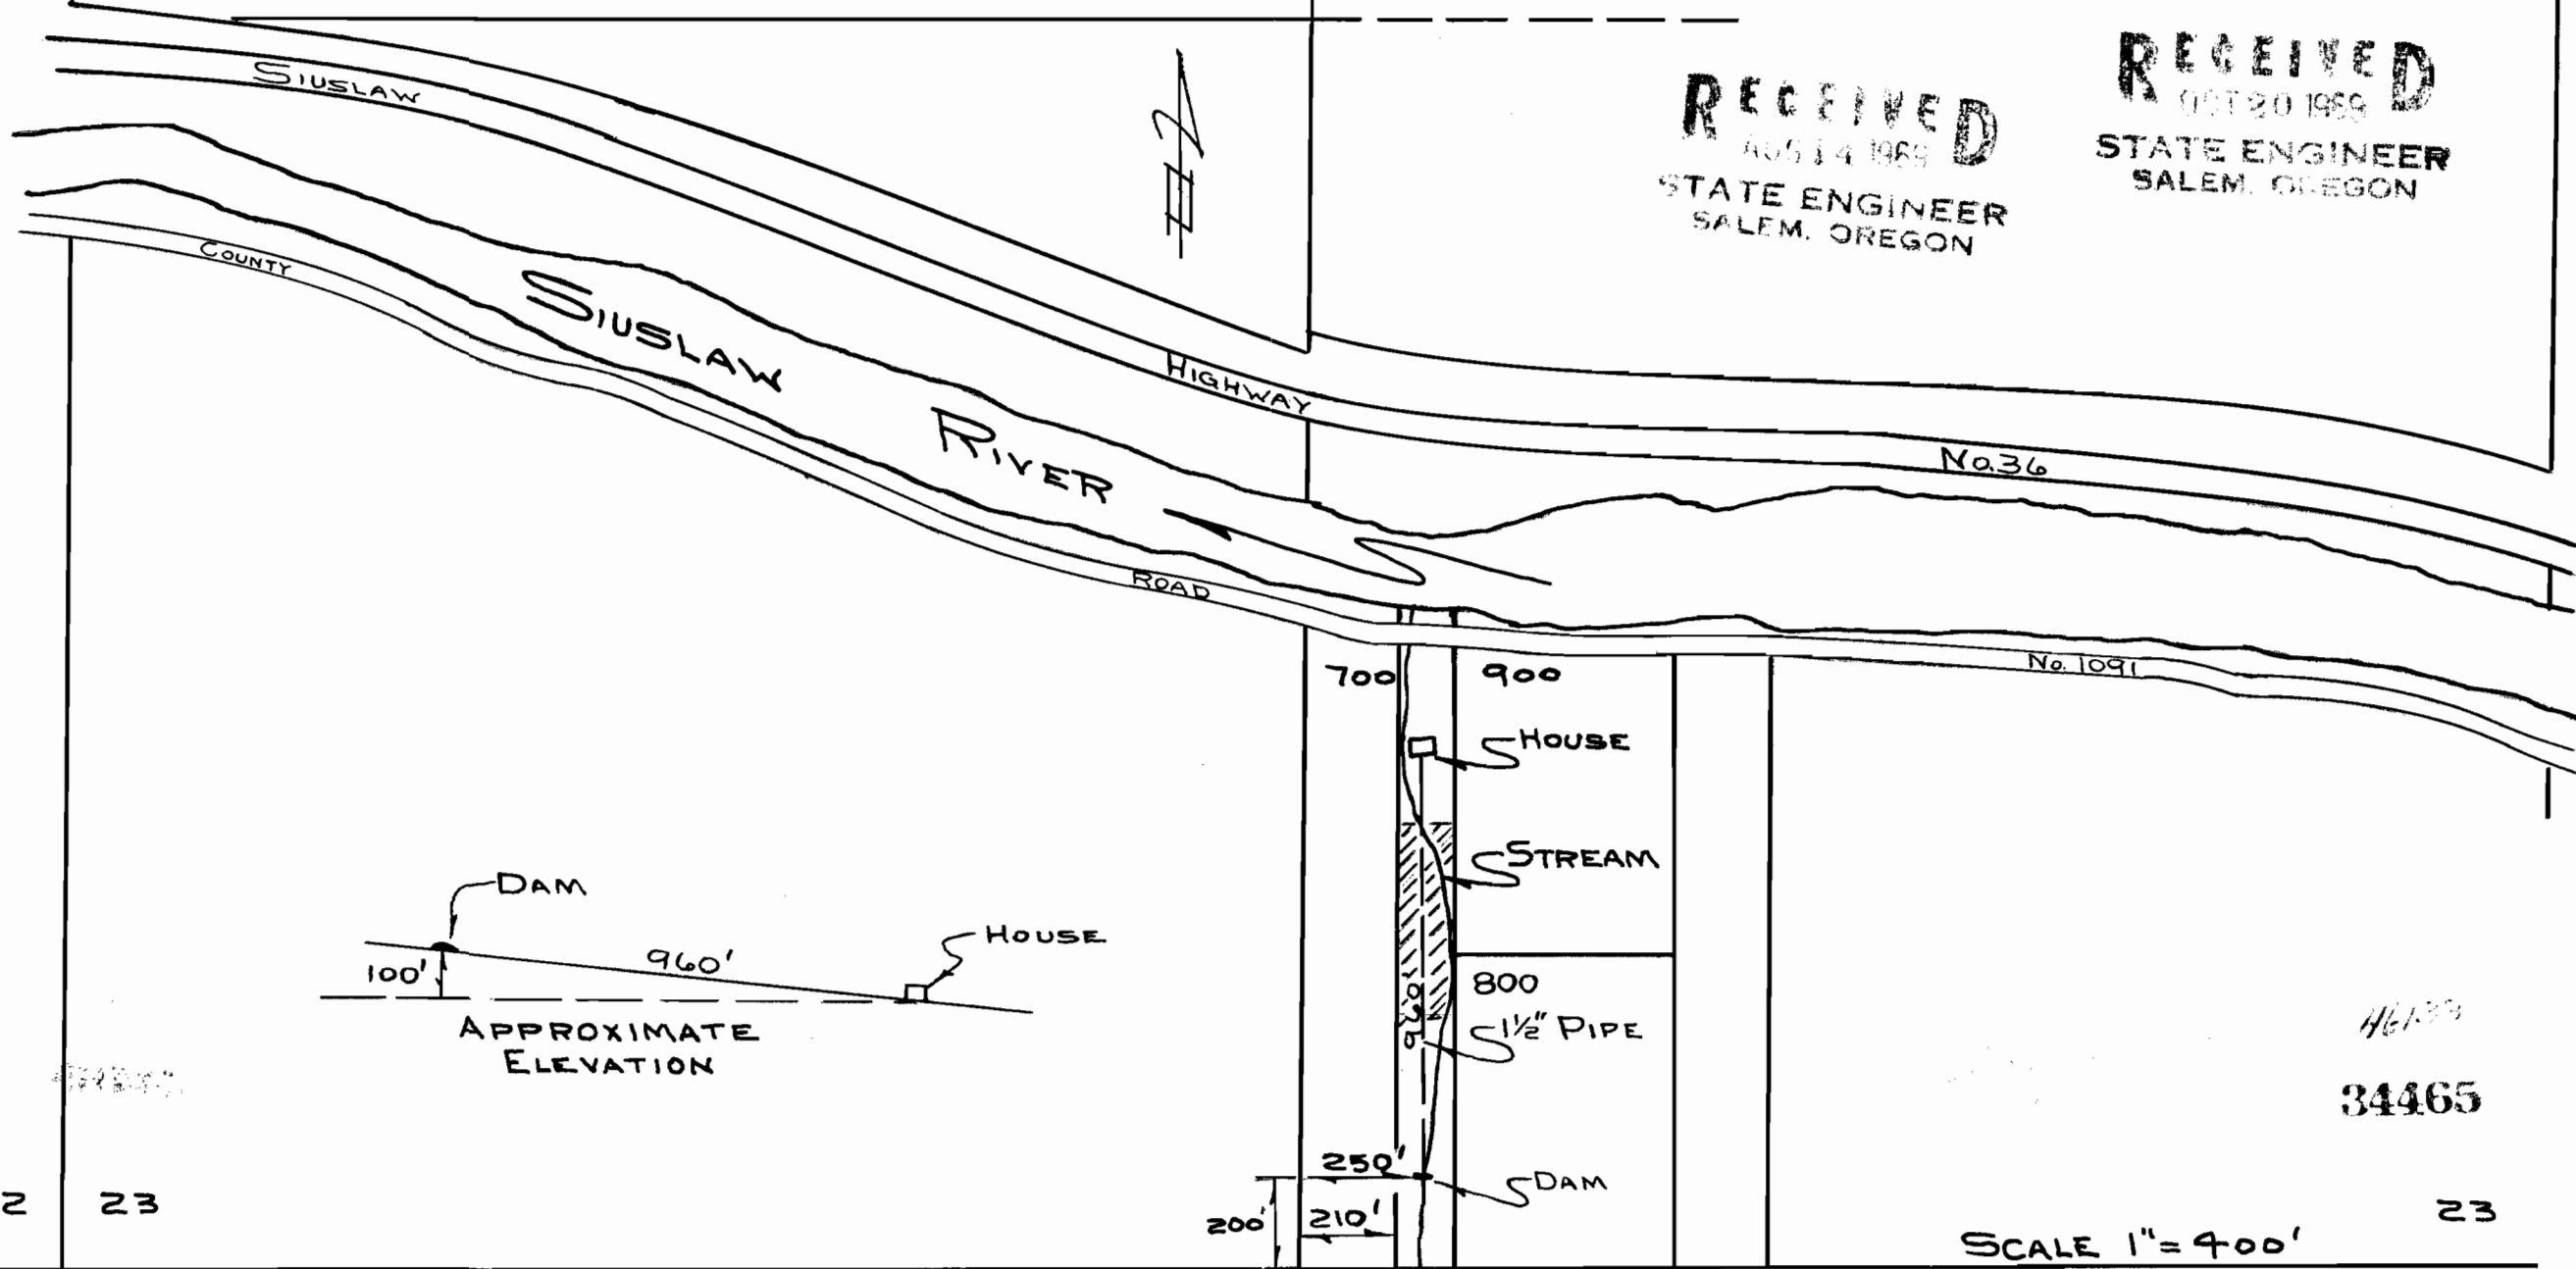 SIUSLAW
HIGHWAY
No. 36
RECEIVED
AUG 14 1969
STATE ENGINEER
SALEM. OREGON
RECEIVED
OCT 20 1969
STATE ENGINEER
SALEM. OREGON
COUNTY
ROAD
No. 1091
SIUSLAW
RIVER
N
700
900
HOUSE
STREAM
800
1½" PIPE
960'
DAM
250'
210'
200'
DAM
HOUSE
960'
100'
APPROXIMATE
ELEVATION
34465
2
23
23
SCALE 1"=400'